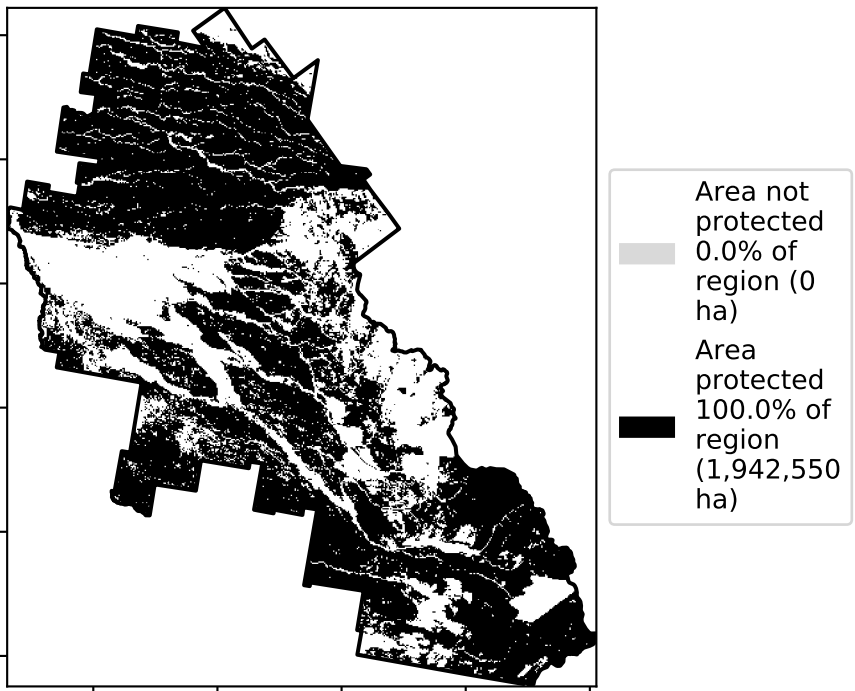 Area not
protected
0.0% of
region (0
ha)
Area
protected
100.0% of
region
(1,942,550
ha)